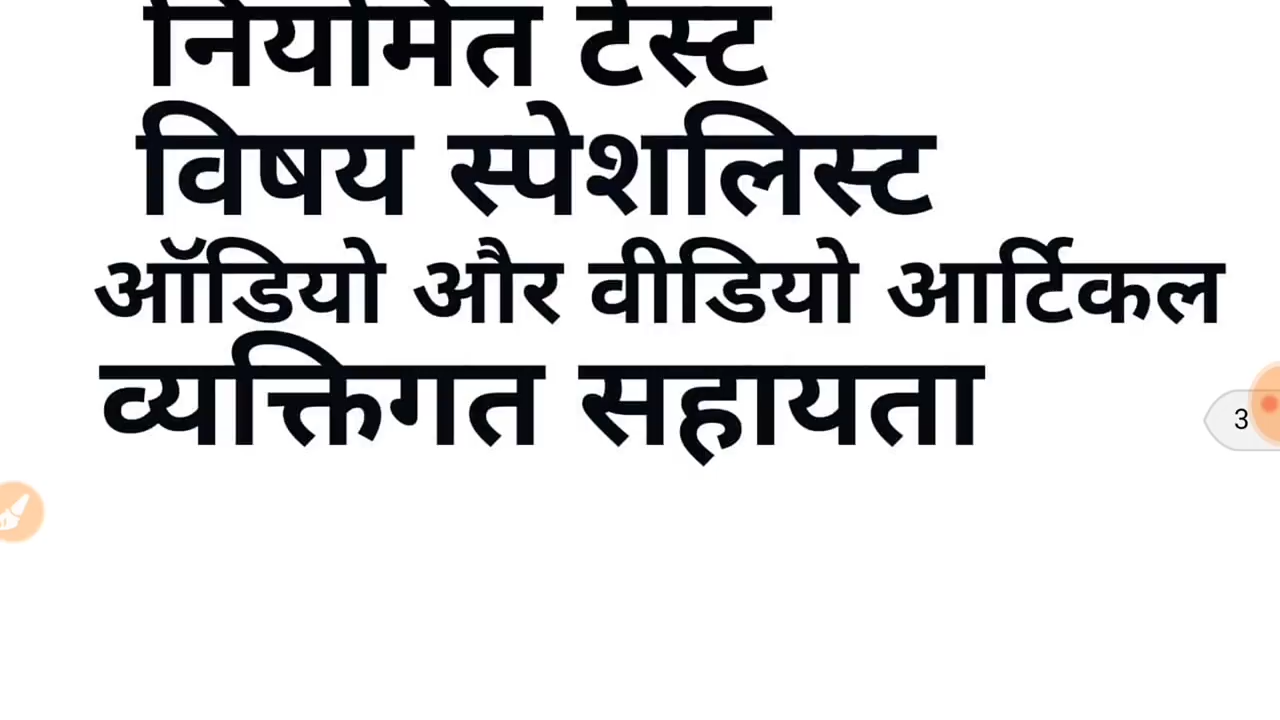 नियमित टेस्ट
विषय स्पेशलिस्ट
ऑडियो और वीडियो आर्टिकल
व्यक्तिगत सहायता
3